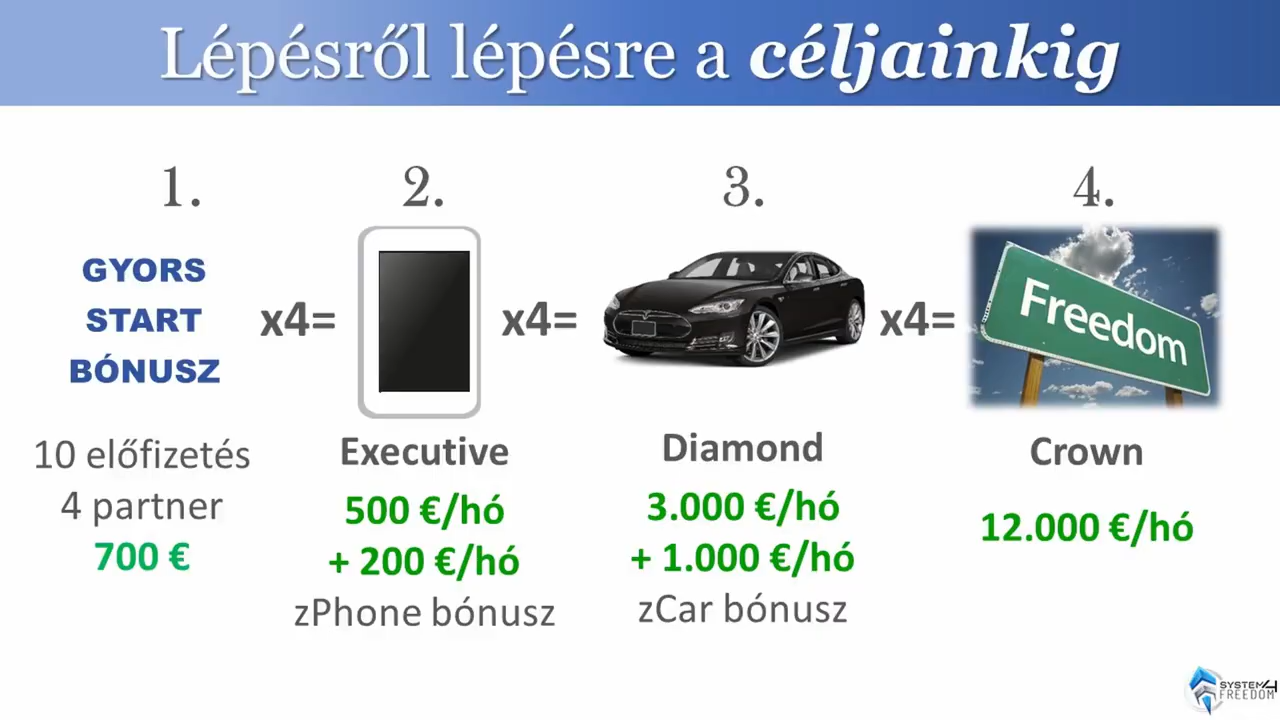 Lépésről lépésre a céljainkig
1.
GYORS
START
BÓNUSZ
10 előfizetés
4 partner
700 €
x4=
2.
Executive
500 €/hó
+ 200 €/hó
zPhone bónusz
x4=
3.
Diamond
3.000 €/hó
+ 1.000 €/hó
zCar bónusz
x4=
4.
Freedom
Crown
12.000 €/hó
SYSTEM4
FREEDOM